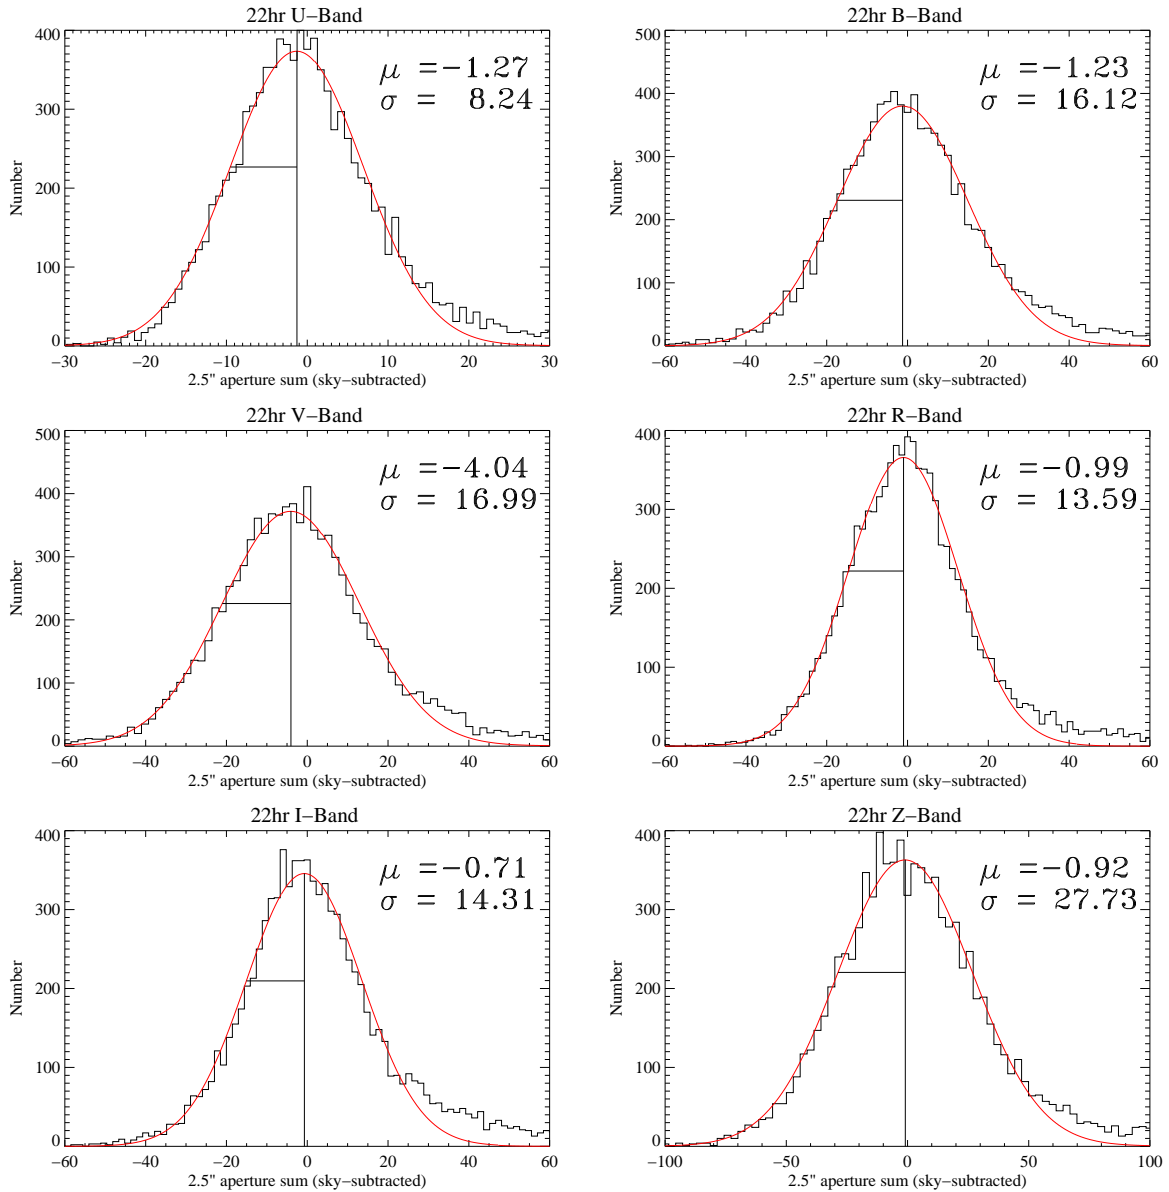 22hr U−Band
μ =−1.27
σ = 8.24
Number
400
300
200
100
0
−30 −20 −10 0 10 20 30
2.5" aperture sum (sky−subtracted)
22hr B−Band
μ =−1.23
σ = 16.12
Number
500
400
300
200
100
0
−60 −40 −20 0 20 40 60
2.5" aperture sum (sky−subtracted)
22hr V−Band
μ =−4.04
σ = 16.99
Number
500
400
300
200
100
0
−60 −40 −20 0 20 40 60
2.5" aperture sum (sky−subtracted)
22hr R−Band
μ =−0.99
σ = 13.59
Number
400
300
200
100
0
−60 −40 −20 0 20 40 60
2.5" aperture sum (sky−subtracted)
22hr I−Band
μ =−0.71
σ = 14.31
Number
400
300
200
100
0
−60 −40 −20 0 20 40 60
2.5" aperture sum (sky−subtracted)
22hr Z−Band
μ =−0.92
σ = 27.73
Number
400
300
200
100
0
−100 −50 0 50 100
2.5" aperture sum (sky−subtracted)